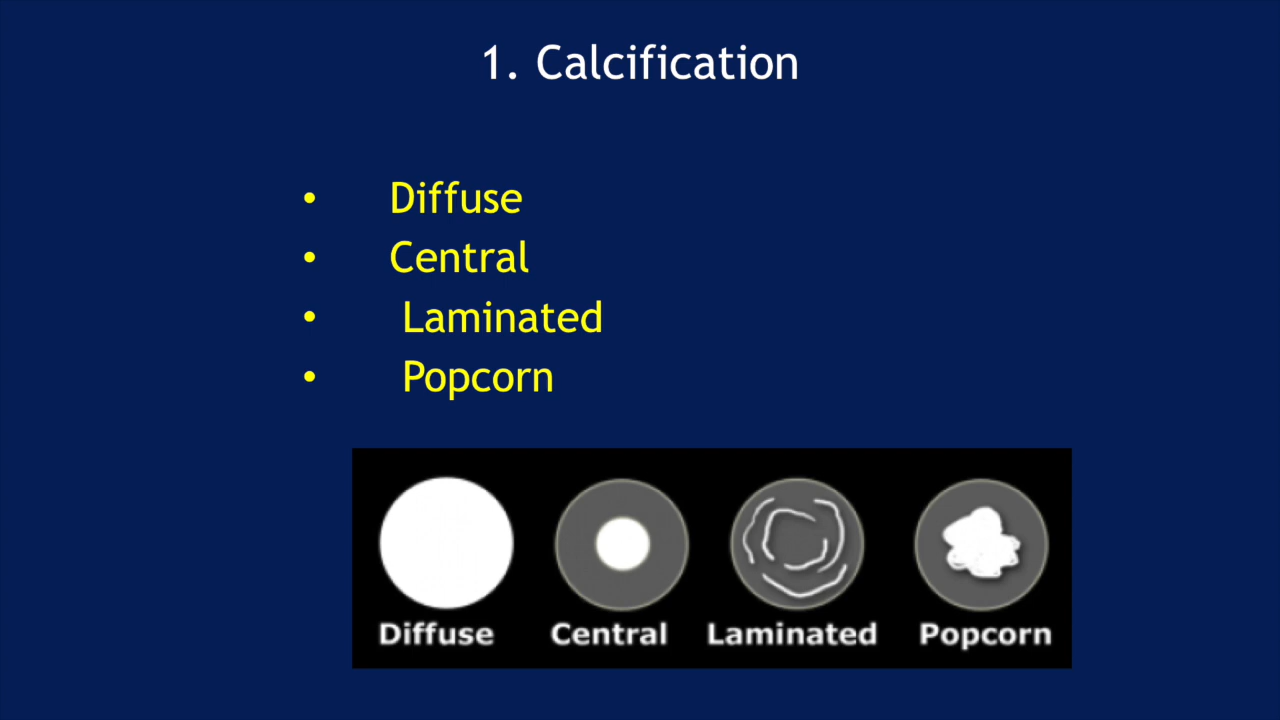 1. Calcification
• Diffuse
• Central
• Laminated
• Popcorn
Diffuse Central Laminated Popcorn